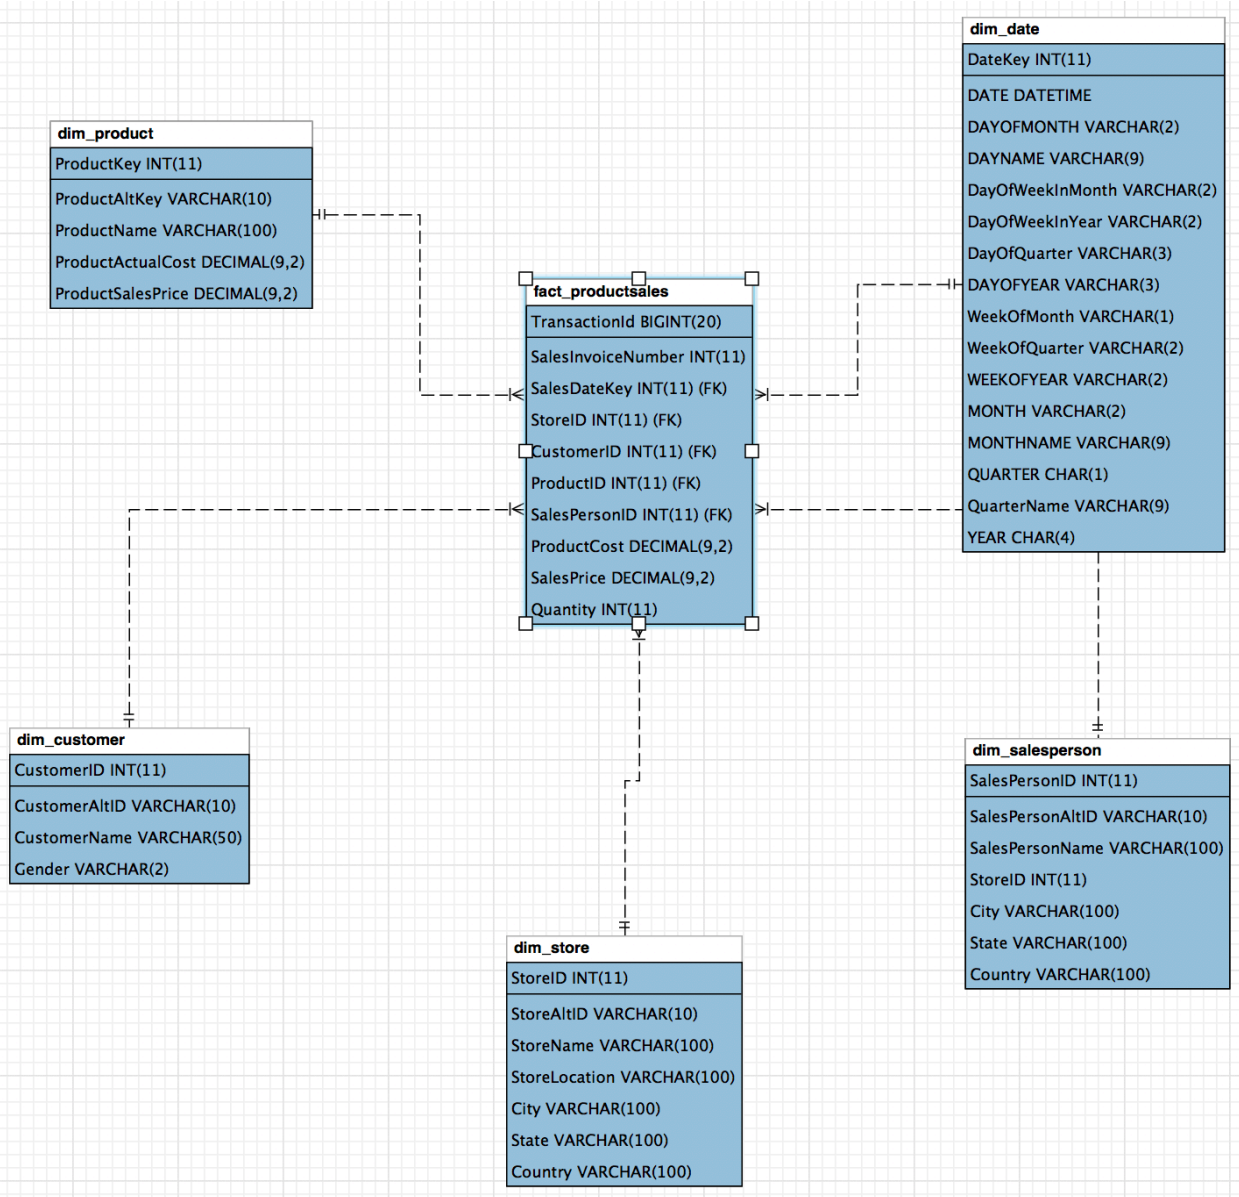 dim_product
ProductKey INT(11)
ProductAltKey VARCHAR(10)
ProductName VARCHAR(100)
ProductActualCost DECIMAL(9,2)
ProductSalesPrice DECIMAL(9,2)
fact_productsales
TransactionId BIGINT(20)
SalesInvoiceNumber INT(11)
SalesDateKey INT(11) (FK)
StoreID INT(11) (FK)
CustomerID INT(11) (FK)
ProductID INT(11) (FK)
SalesPersonID INT(11) (FK)
ProductCost DECIMAL(9,2)
SalesPrice DECIMAL(9,2)
Quantity INT(11)
dim_date
DateKey INT(11)
DATE DATETIME
DAYOFMONTH VARCHAR(2)
DAYNAME VARCHAR(9)
DayOfWeekInMonth VARCHAR(2)
DayOfWeekInYear VARCHAR(2)
DayOfQuarter VARCHAR(3)
DAYOFYEAR VARCHAR(3)
WeekOfMonth VARCHAR(1)
WeekOfQuarter VARCHAR(2)
WEEKOFYEAR VARCHAR(2)
MONTH VARCHAR(2)
MONTHNAME VARCHAR(9)
QUARTER CHAR(1)
QuarterName VARCHAR(9)
YEAR CHAR(4)
dim_customer
CustomerID INT(11)
CustomerAltID VARCHAR(10)
CustomerName VARCHAR(50)
Gender VARCHAR(2)
dim_store
StoreID INT(11)
StoreAltID VARCHAR(10)
StoreName VARCHAR(100)
StoreLocation VARCHAR(100)
City VARCHAR(100)
State VARCHAR(100)
Country VARCHAR(100)
dim_salesperson
SalesPersonID INT(11)
SalesPersonAltID VARCHAR(10)
SalesPersonName VARCHAR(100)
StoreID INT(11)
City VARCHAR(100)
State VARCHAR(100)
Country VARCHAR(100)